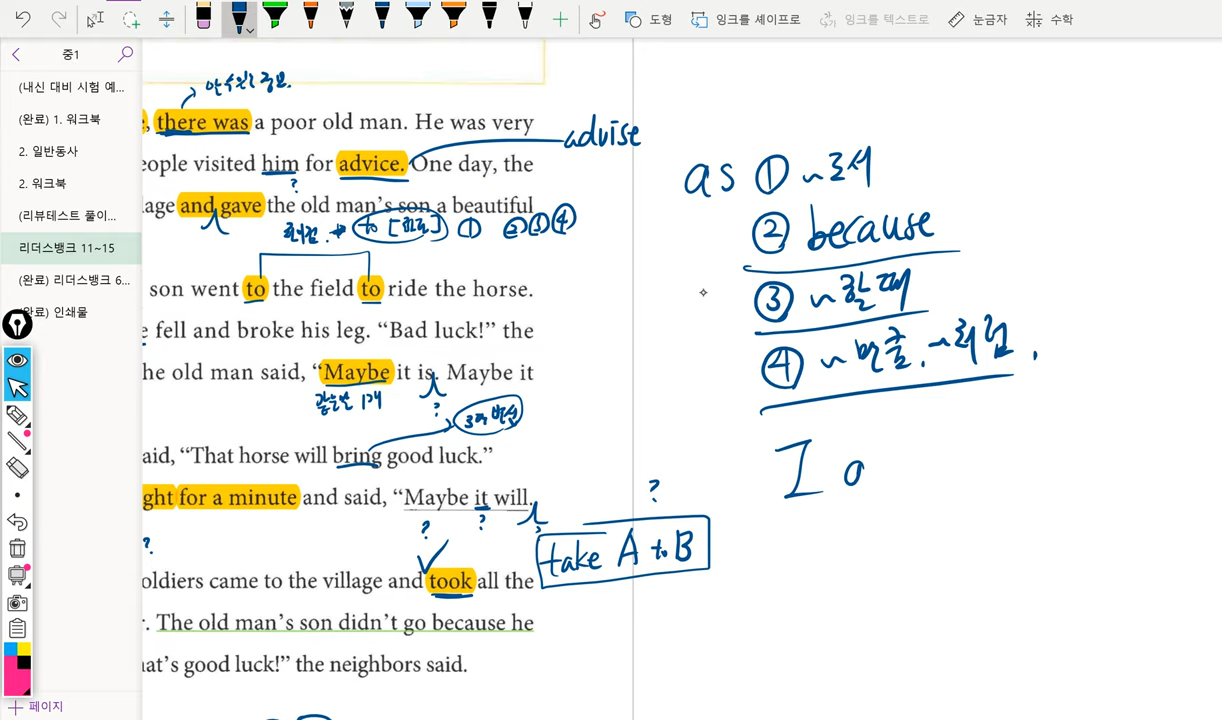 도형
잉크를 셰이프로
잉크를 텍스트로
눈금자
수학
중1
(내신 대비 시험 예...
(완료) 1. 워크북
2. 일반동사
2. 워크북
(리뷰테스트 풀이...
리더스뱅크 11~15
(완료) 리더스뱅크 6...
완료) 인쇄물
페이지
, there was a poor old man. He was very
advise
eople visited him for advice. One day, the
?
lage and gave the old man's son a beautiful
to [ ] ① ②③④
son went to the field to ride the horse.
fell and broke his leg. "Bad luck!" the
he old man said, "Maybe it is. Maybe it
?
aid, "That horse will bring good luck."
ght for a minute and said, "Maybe it will.
? ? ?
?
take A to B
oldiers came to the village and took all the
r. The old man's son didn't go because he
hat's good luck!" the neighbors said.
as ① ~로서
② because
③ ~할 때
④ ~만큼, ~처럼,
I a